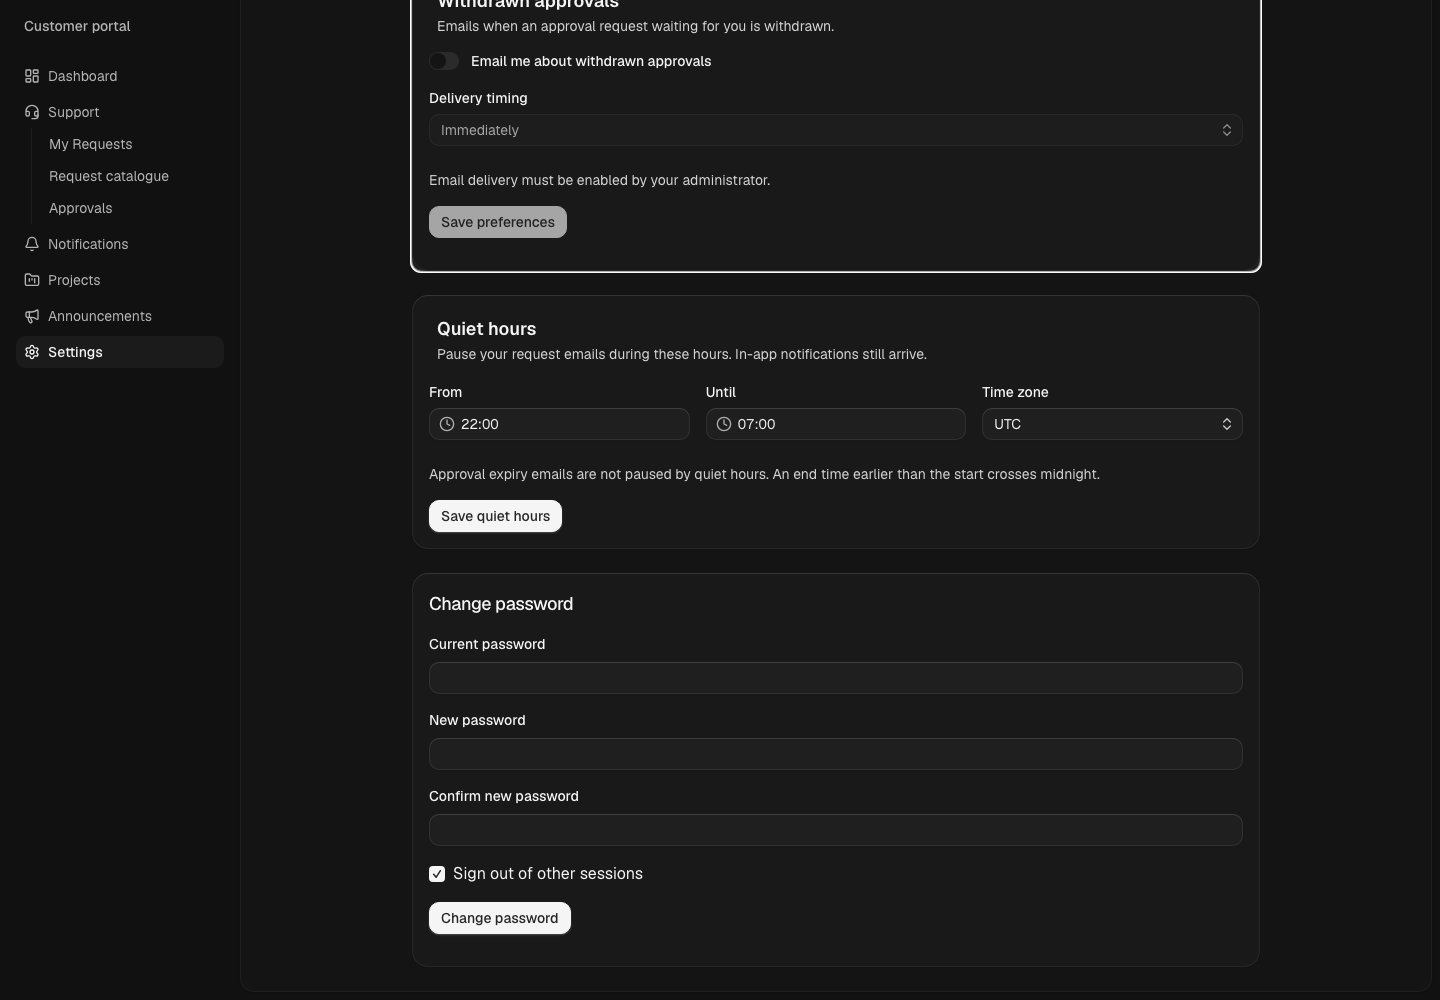 Customer portal
Dashboard
Support
My Requests
Request catalogue
Approvals
Notifications
Projects
Announcements
Settings
Withdrawn approvals
Emails when an approval request waiting for you is withdrawn.
Email me about withdrawn approvals
Delivery timing
Immediately
Email delivery must be enabled by your administrator.
Save preferences
Quiet hours
Pause your request emails during these hours. In-app notifications still arrive.
From
Until
Time zone
22:00
07:00
UTC
Approval expiry emails are not paused by quiet hours. An end time earlier than the start crosses midnight.
Save quiet hours
Change password
Current password
New password
Confirm new password
Sign out of other sessions
Change password